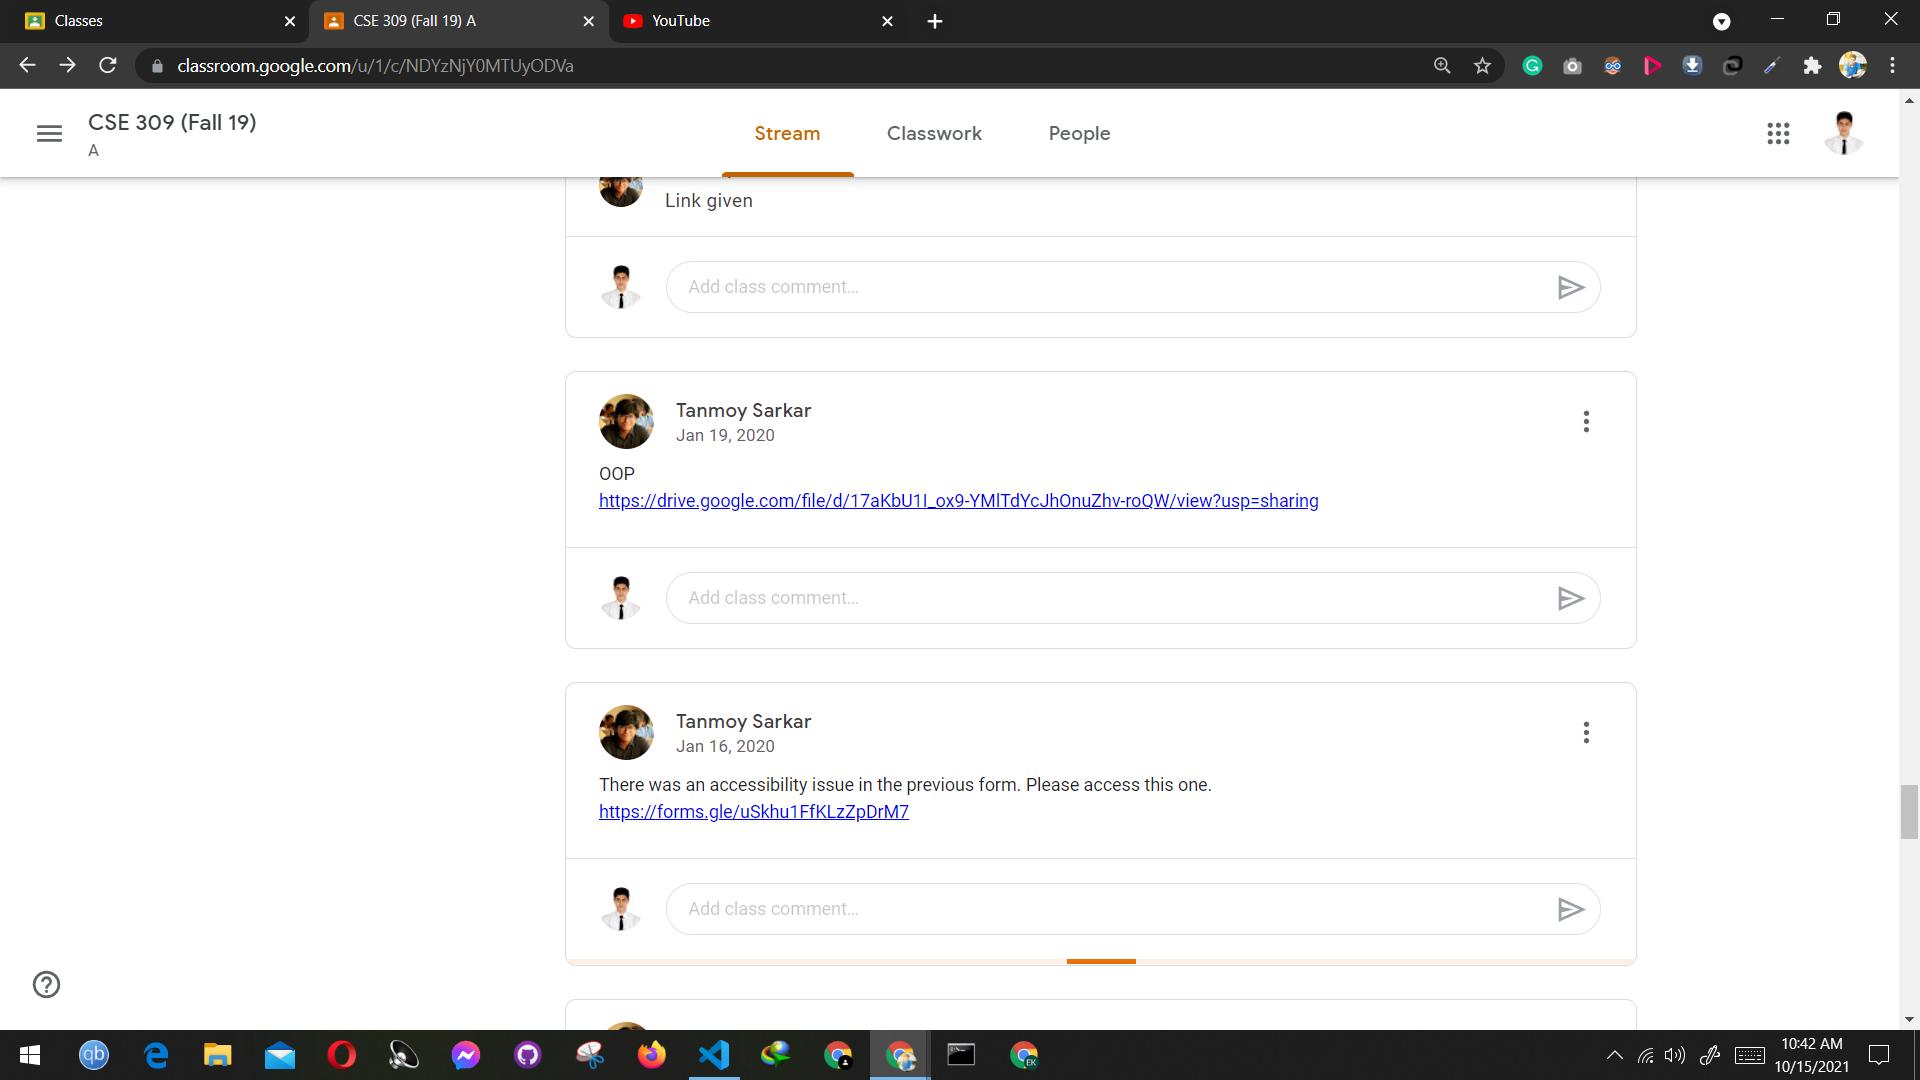 Classes
CSE 309 (Fall 19) A
YouTube
classroom.google.com/u/1/c/NDYzNjY0MTUyODVa
CSE 309 (Fall 19)
A
Stream
Classwork
People
Link given
Add class comment...
Tanmoy Sarkar
Jan 19, 2020
OOP
https://drive.google.com/file/d/17aKbU1I_ox9-YMlTdYcJhOnuZhv-roQW/view?usp=sharing
Add class comment...
Tanmoy Sarkar
Jan 16, 2020
There was an accessibility issue in the previous form. Please access this one.
https://forms.gle/uSkhu1FfKLzZpDrM7
Add class comment...
qb
EK
10:42 AM
10/15/2021